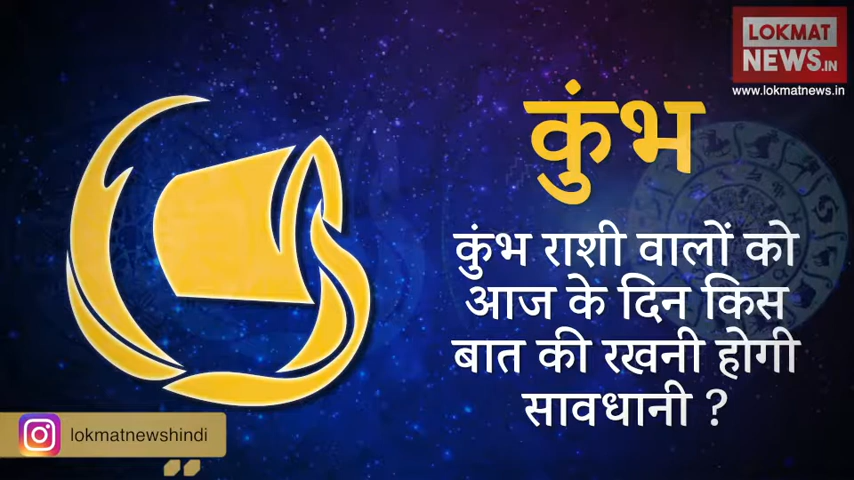 LOKMAT
NEWS.IN
www.lokmatnews.in
कुंभ
कुंभ राशी वालों को
आज के दिन किस
बात की रखनी होगी
सावधानी ?
lokmatnewshindi